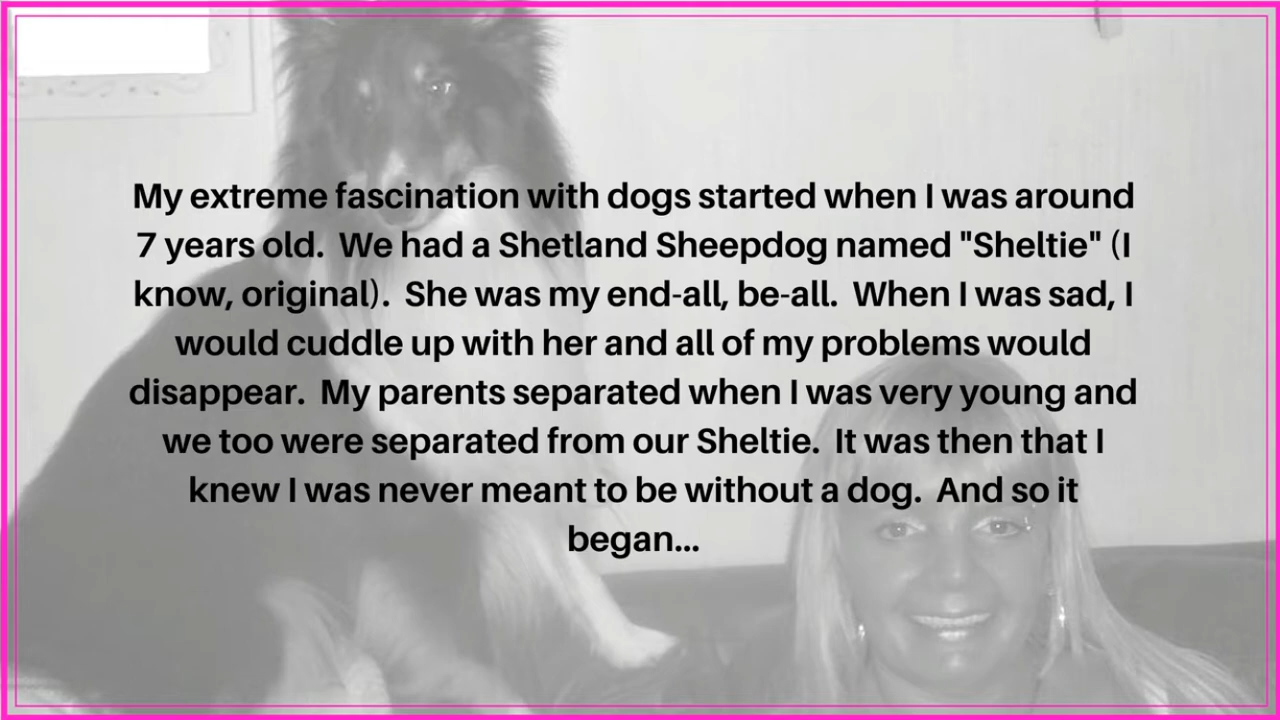 My extreme fascination with dogs started when I was around
7 years old.  We had a Shetland Sheepdog named "Sheltie" (I
know, original).  She was my end-all, be-all.  When I was sad, I
would cuddle up with her and all of my problems would
disappear.  My parents separated when I was very young and
we too were separated from our Sheltie.  It was then that I
knew I was never meant to be without a dog.  And so it
began...